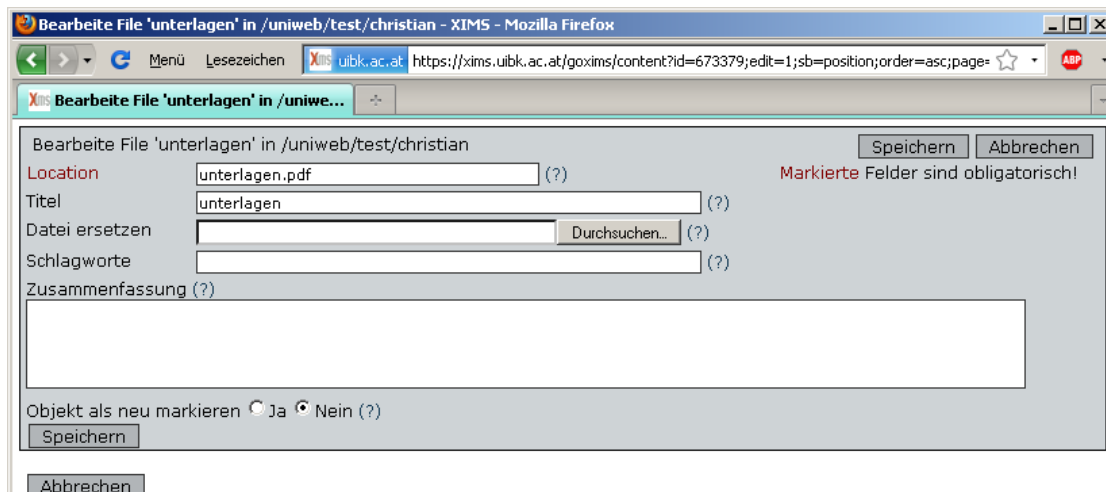 Bearbeite File 'unterlagen' in /uniweb/test/christian - XIMS - Mozilla Firefox
Menü Lesezeichen Xims uibk.ac.at https://xims.uibk.ac.at/goxims/content?id=673379;edit=1;sb=position;order=asc;page= ABP
Xims Bearbeite File 'unterlagen' in /uniwe...
Bearbeite File 'unterlagen' in /uniweb/test/christian Speichern Abbrechen
Location unterlagen.pdf (?) Markierte Felder sind obligatorisch!
Titel unterlagen (?)
Datei ersetzen Durchsuchen... (?)
Schlagworte (?)
Zusammenfassung (?)
Objekt als neu markieren Ja Nein (?)
Speichern
Abbrechen